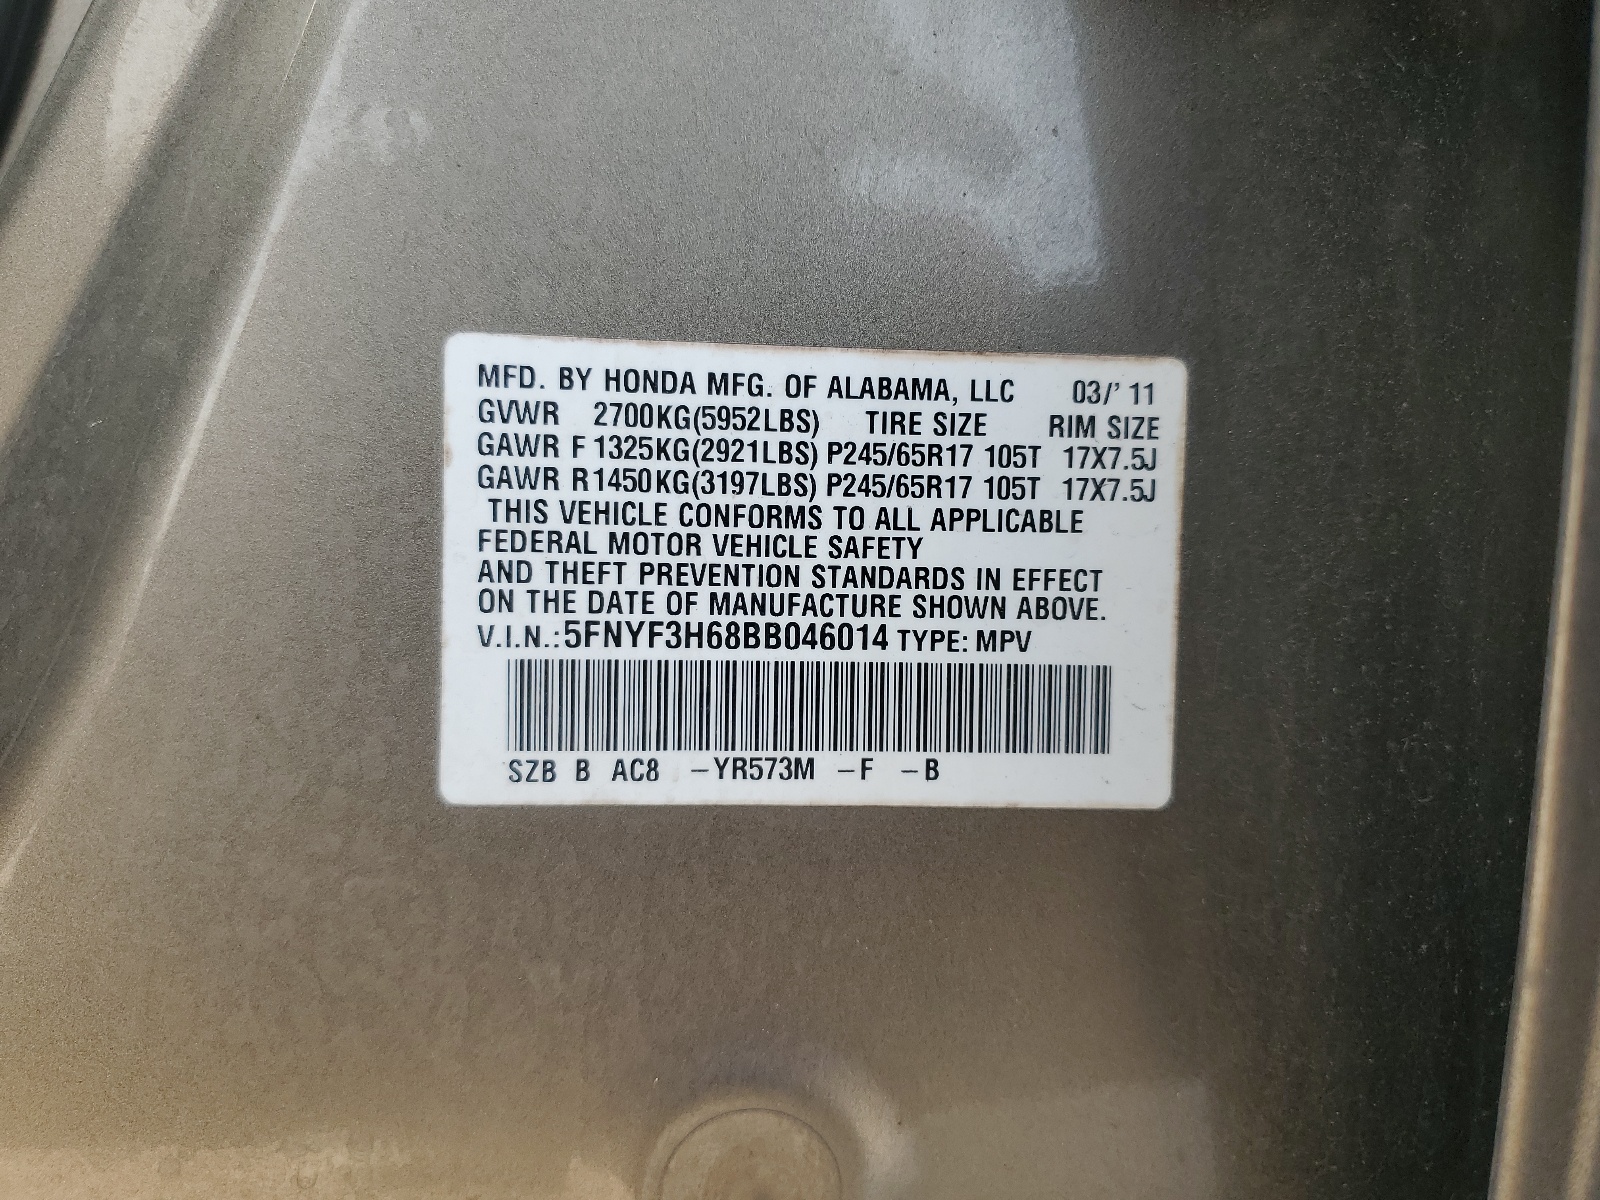 MFD. BY HONDA MFG. OF ALABAMA, LLC 03/' 11
GVWR 2700KG(5952LBS) TIRE SIZE RIM SIZE
GAWR F 1325KG(2921LBS) P245/65R17 105T 17X7.5J
GAWR R 1450KG(3197LBS) P245/65R17 105T 17X7.5J
THIS VEHICLE CONFORMS TO ALL APPLICABLE
FEDERAL MOTOR VEHICLE SAFETY
AND THEFT PREVENTION STANDARDS IN EFFECT
ON THE DATE OF MANUFACTURE SHOWN ABOVE.
V.I.N.: 5FNYF3H68BB046014 TYPE: MPV
SZB B AC8 -YR573M -F -B